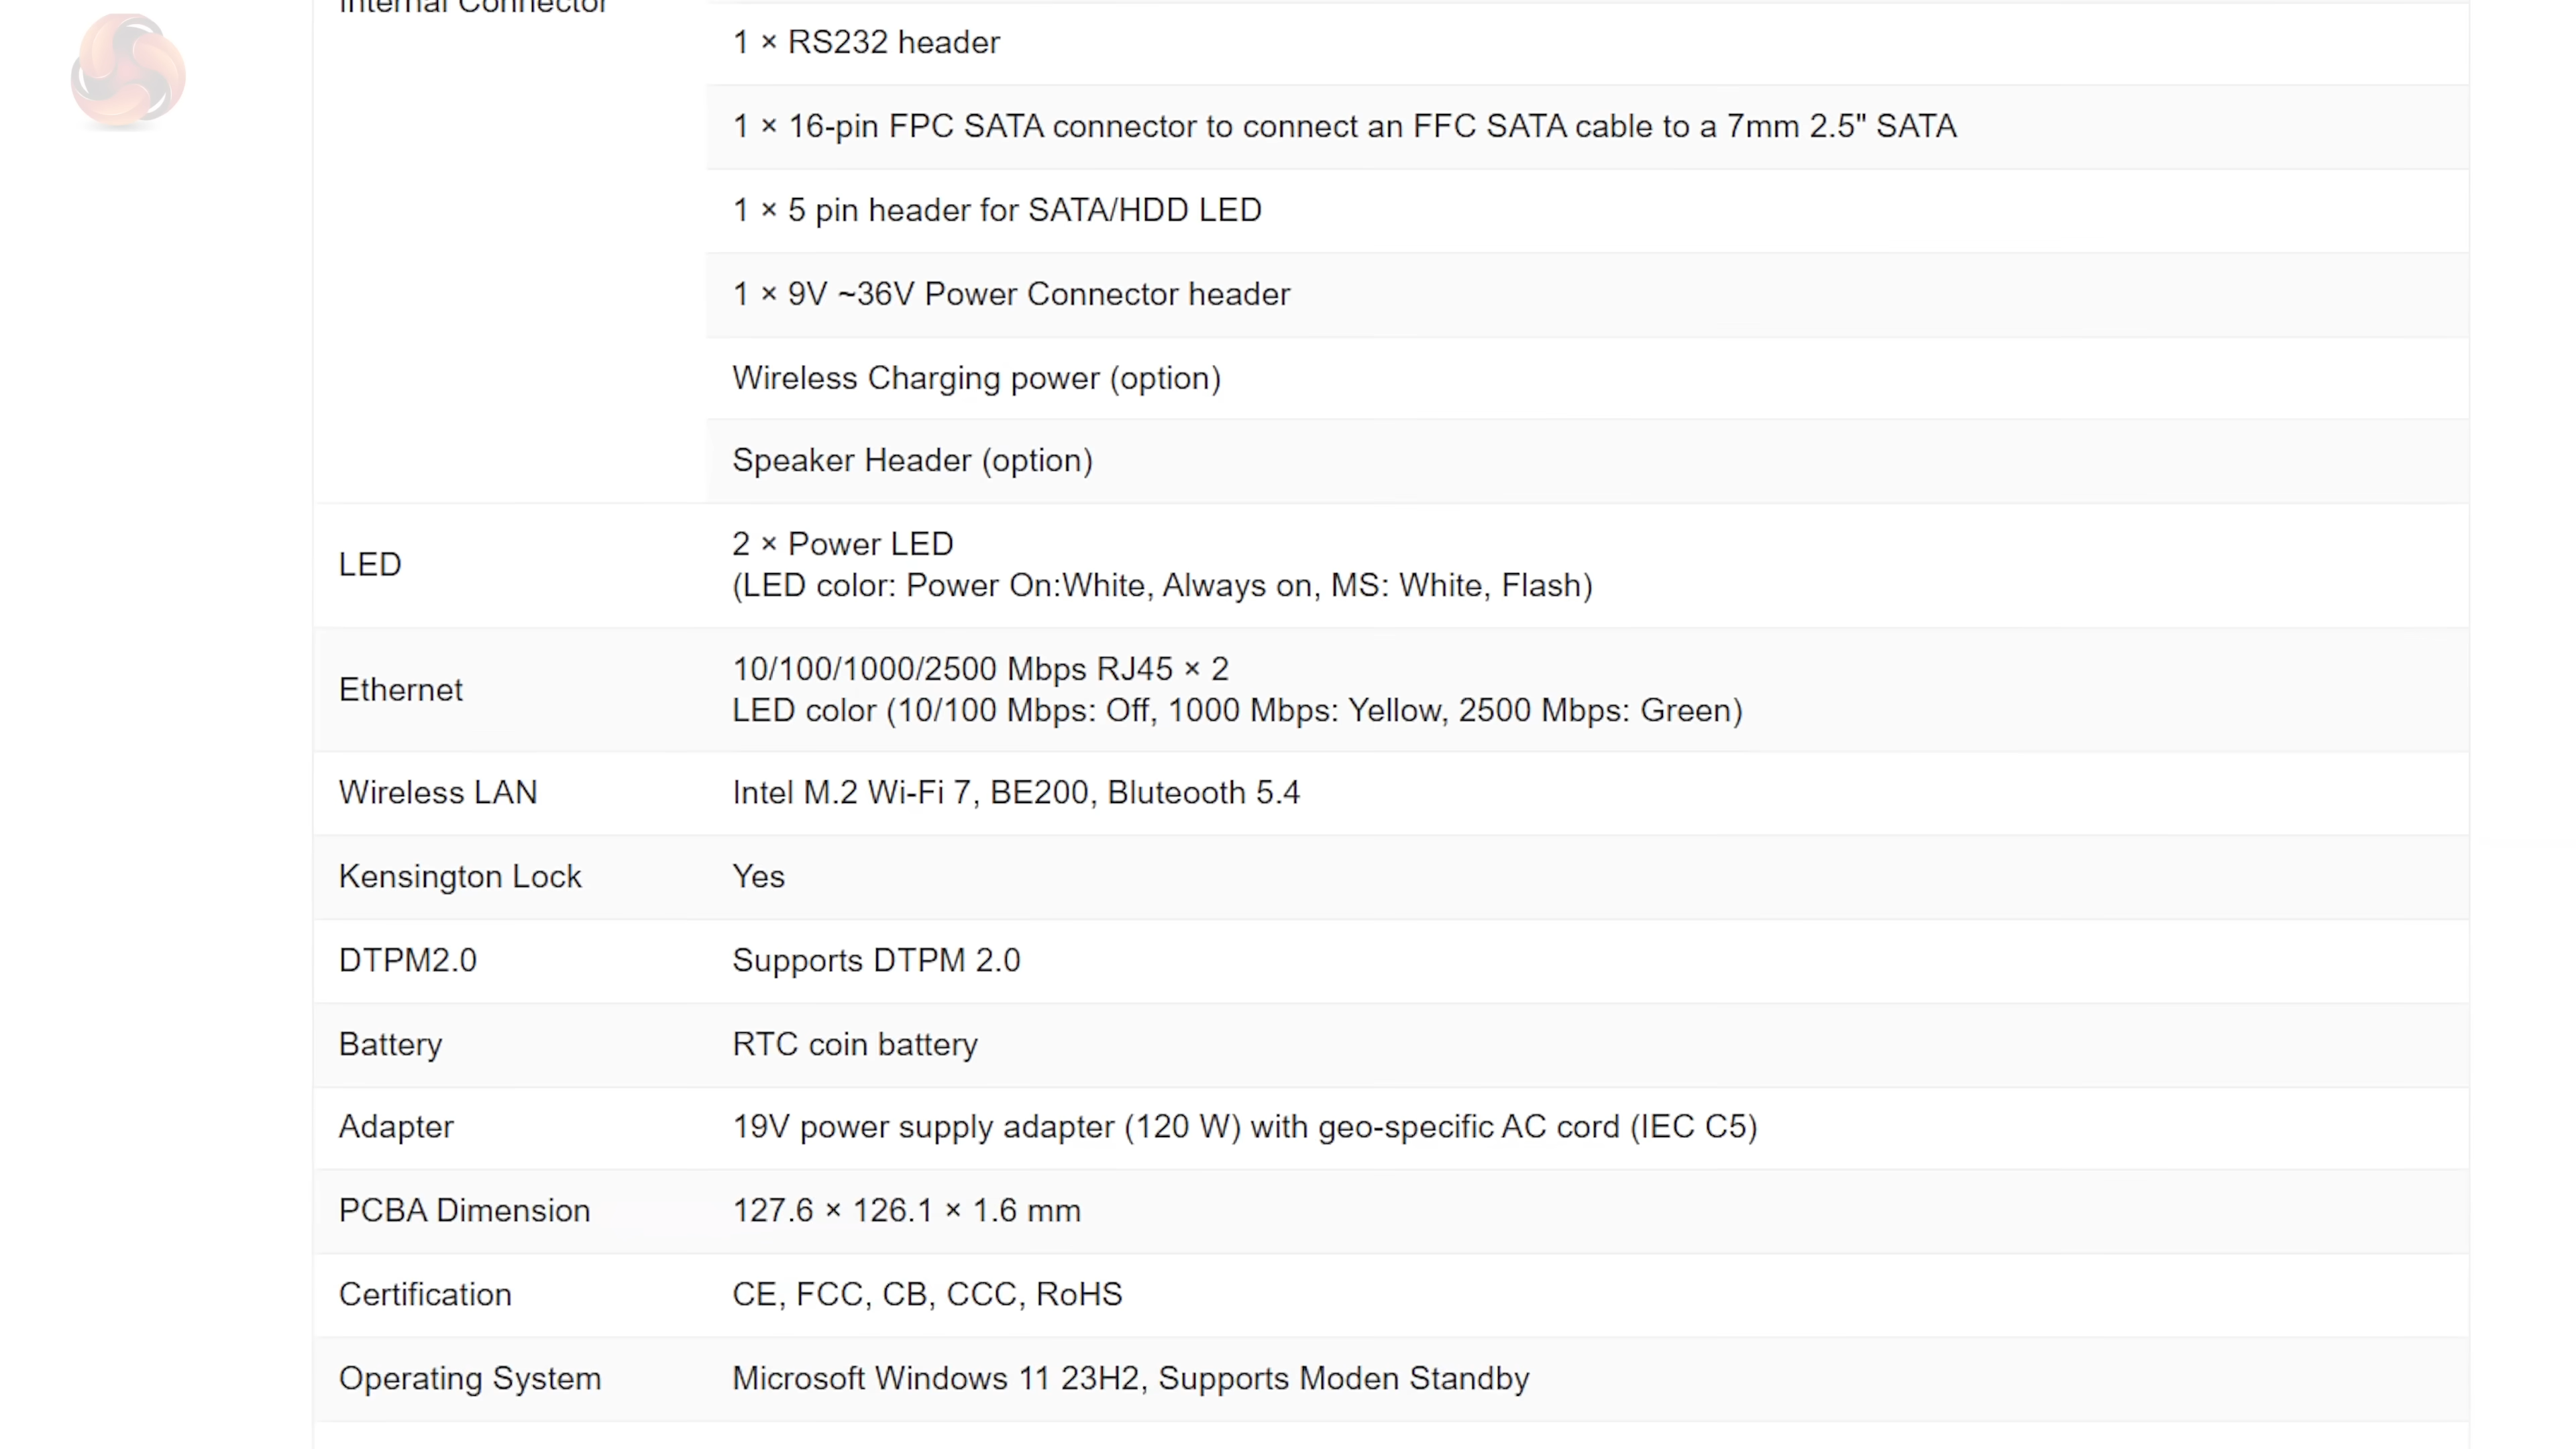 Internal Connector
1 × RS232 header
1 × 16-pin FPC SATA connector to connect an FFC SATA cable to a 7mm 2.5" SATA
1 × 5 pin header for SATA/HDD LED
1 × 9V ~36V Power Connector header
Wireless Charging power (option)
Speaker Header (option)
LED
2 × Power LED
(LED color: Power On:White, Always on, MS: White, Flash)
Ethernet
10/100/1000/2500 Mbps RJ45 × 2
LED color (10/100 Mbps: Off, 1000 Mbps: Yellow, 2500 Mbps: Green)
Wireless LAN
Intel M.2 Wi-Fi 7, BE200, Bluteooth 5.4
Kensington Lock
Yes
DTPM2.0
Supports DTPM 2.0
Battery
RTC coin battery
Adapter
19V power supply adapter (120 W) with geo-specific AC cord (IEC C5)
PCBA Dimension
127.6 × 126.1 × 1.6 mm
Certification
CE, FCC, CB, CCC, RoHS
Operating System
Microsoft Windows 11 23H2, Supports Moden Standby